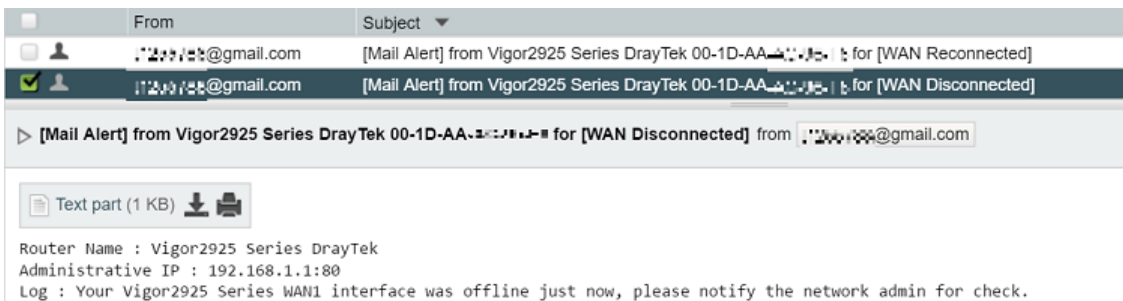 From Subject
@gmail.com [Mail Alert] from Vigor2925 Series DrayTek 00-1D-AA for [WAN Reconnected]
@gmail.com [Mail Alert] from Vigor2925 Series DrayTek 00-1D-AA for [WAN Disconnected]
[Mail Alert] from Vigor2925 Series DrayTek 00-1D-AA for [WAN Disconnected] from @gmail.com
Text part (1 KB)
Router Name : Vigor2925 Series DrayTek
Administrative IP : 192.168.1.1:80
Log : Your Vigor2925 Series WAN1 interface was offline just now, please notify the network admin for check.